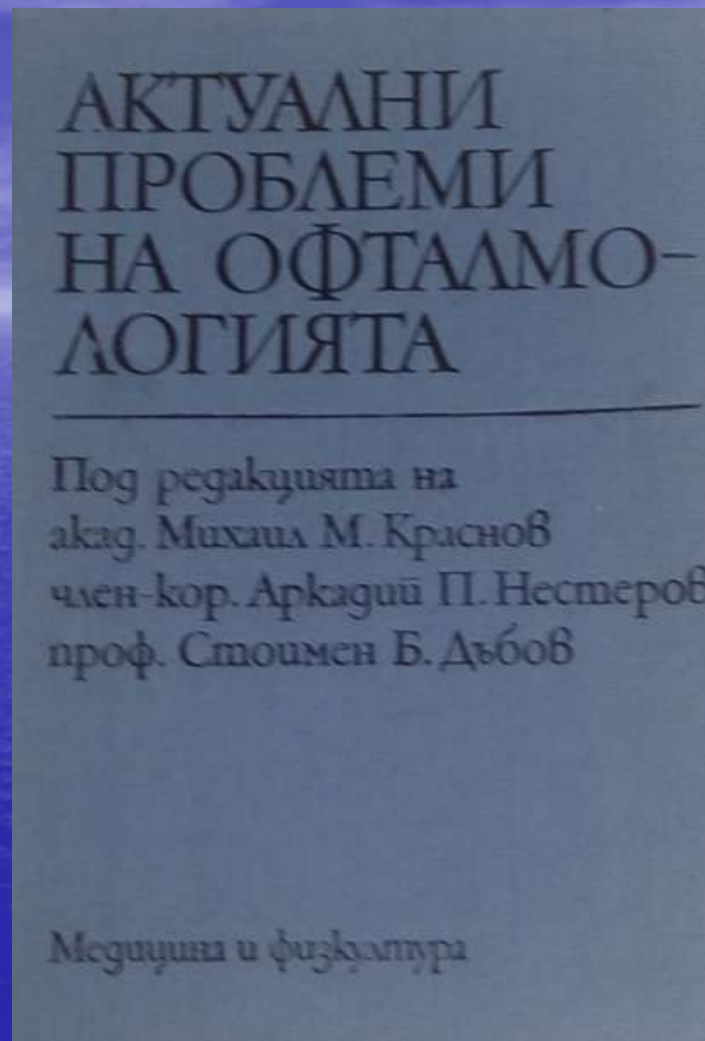 АКТУАЛНИ
ПРОБЛЕМИ
НА ОФТАЛМО-
ЛОГИЯТА
Под редакцията на
акад. Михаил М. Краснов
член-кор. Аркадий П. Нестеров
проф. Стоимен Б. Дъбов
Медицина и физкултура